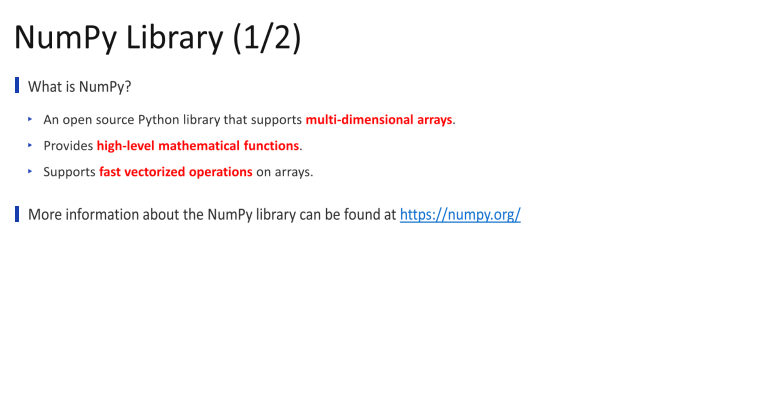 NumPy Library (1/2)
What is NumPy?
‣ An open source Python library that supports multi-dimensional arrays.
‣ Provides high-level mathematical functions.
‣ Supports fast vectorized operations on arrays.
More information about the NumPy library can be found at https://numpy.org/